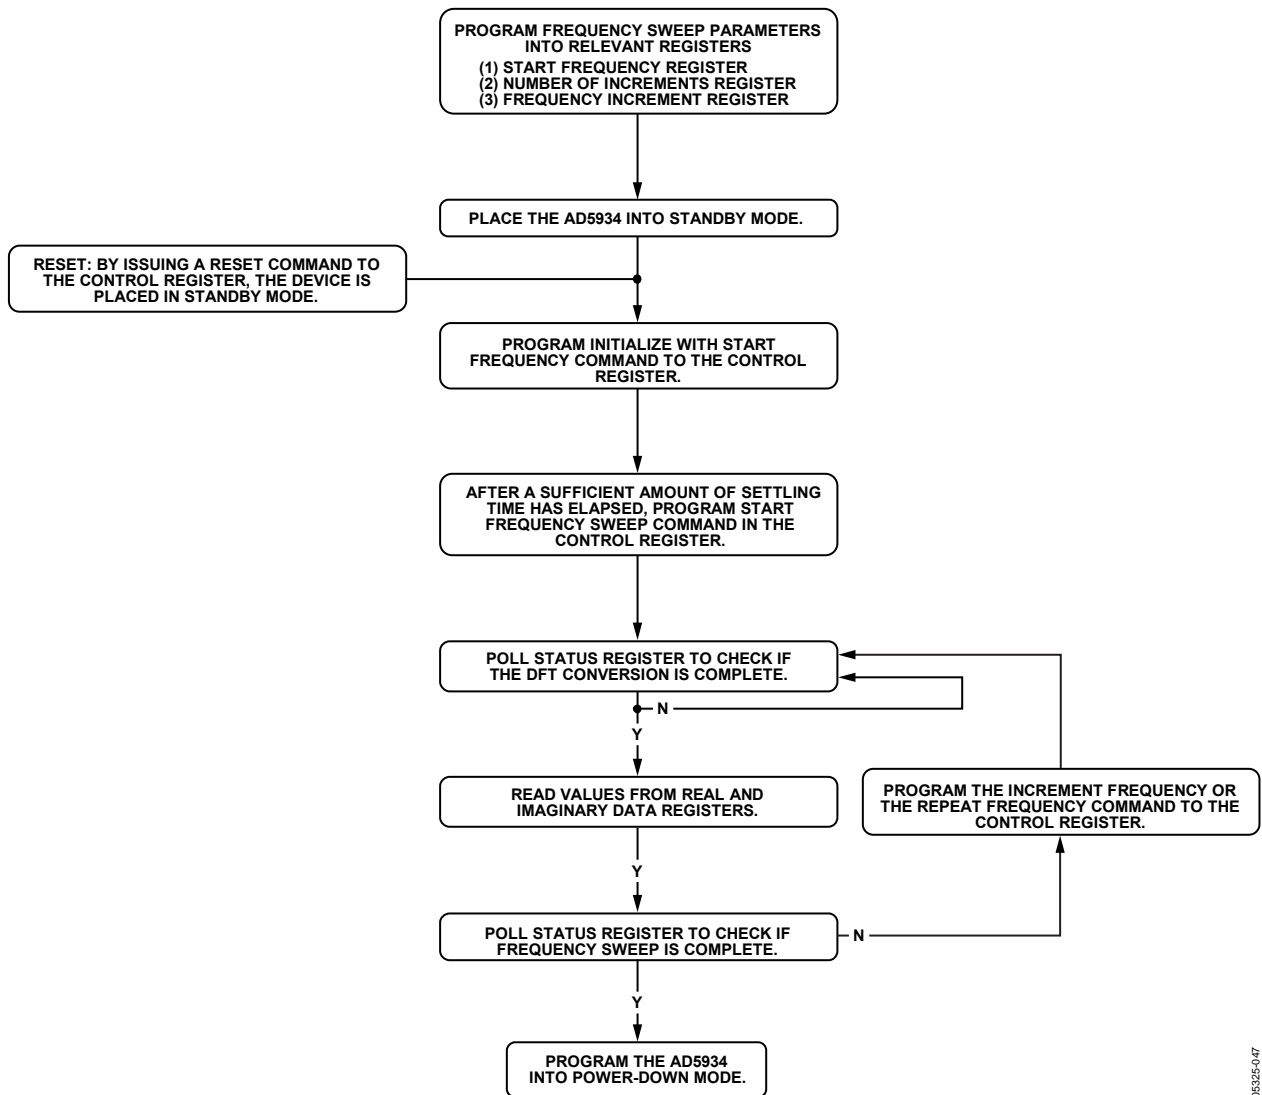 PROGRAM FREQUENCY SWEEP PARAMETERS
INTO RELEVANT REGISTERS
(1) START FREQUENCY REGISTER
(2) NUMBER OF INCREMENTS REGISTER
(3) FREQUENCY INCREMENT REGISTER
PLACE THE AD5934 INTO STANDBY MODE.
RESET: BY ISSUING A RESET COMMAND TO
THE CONTROL REGISTER, THE DEVICE IS
PLACED IN STANDBY MODE.
PROGRAM INITIALIZE WITH START
FREQUENCY COMMAND TO THE CONTROL
REGISTER.
AFTER A SUFFICIENT AMOUNT OF SETTLING
TIME HAS ELAPSED, PROGRAM START
FREQUENCY SWEEP COMMAND IN THE
CONTROL REGISTER.
POLL STATUS REGISTER TO CHECK IF
THE DFT CONVERSION IS COMPLETE.
N
Y
READ VALUES FROM REAL AND
IMAGINARY DATA REGISTERS.
PROGRAM THE INCREMENT FREQUENCY OR
THE REPEAT FREQUENCY COMMAND TO THE
CONTROL REGISTER.
Y
POLL STATUS REGISTER TO CHECK IF
FREQUENCY SWEEP IS COMPLETE.
N
Y
PROGRAM THE AD5934
INTO POWER-DOWN MODE.
05325-047